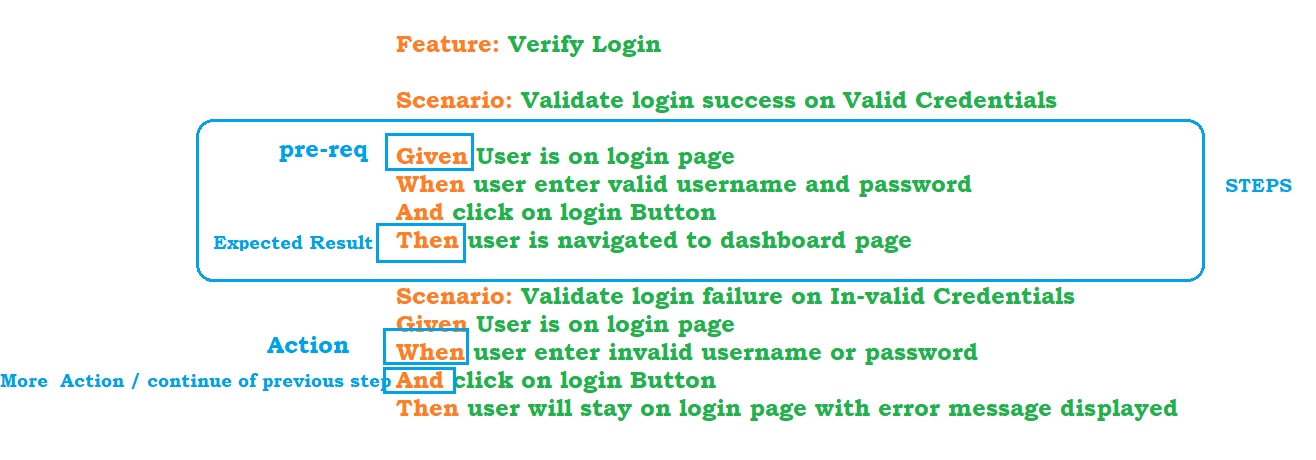 Feature: Verify Login
Scenario: Validate login success on Valid Credentials
pre-req Given User is on login page
When user enter valid username and password
STEPS
And click on login Button
Expected Result Then user is navigated to dashboard page
Scenario: Validate login failure on In-valid Credentials
Given User is on login page
Action When user enter invalid username or password
More Action / continue of previous step And click on login Button
Then user will stay on login page with error message displayed